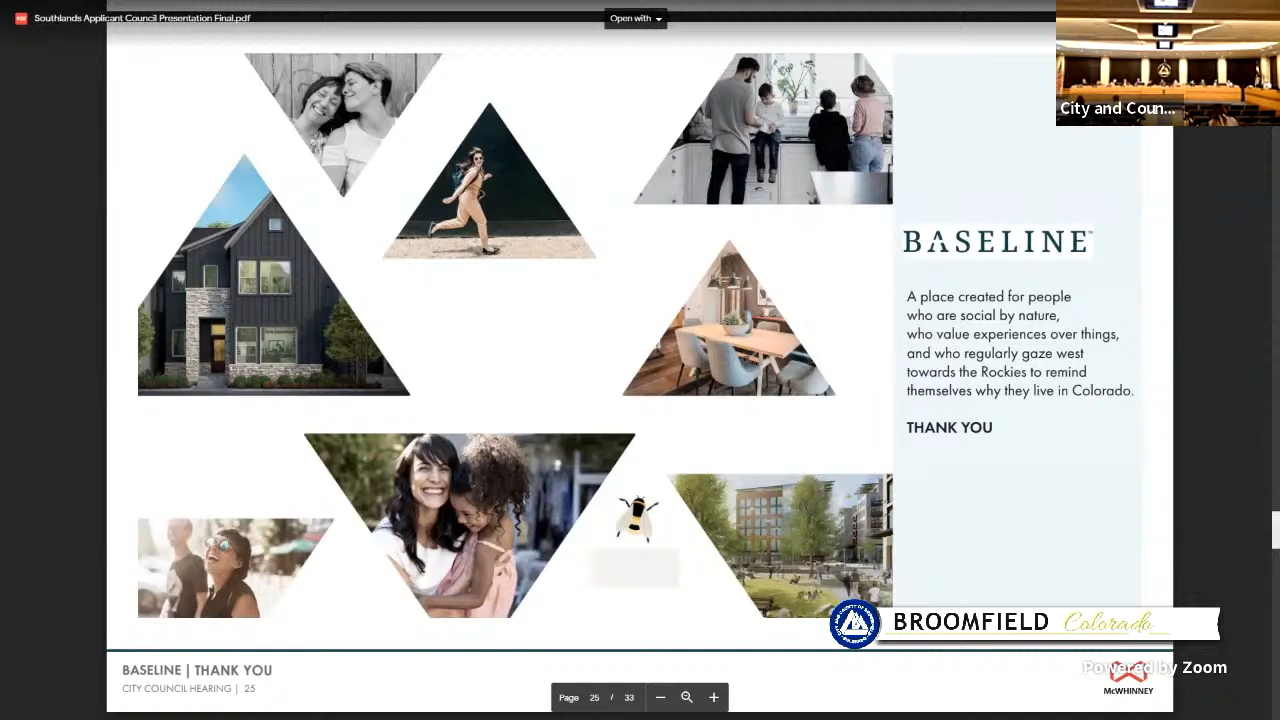 Southlands Applicant Council Presentation Final.pdf
Open with
City and Coun...
BASELINE™
A place created for people
who are social by nature,
who value experiences over things,
and who regularly gaze west
towards the Rockies to remind
themselves why they live in Colorado.
THANK YOU
BROOMFIELD Colorado
Powered by Zoom
BASELINE | THANK YOU
CITY COUNCIL HEARING | 25
Page 25 / 33
McWHINNEY